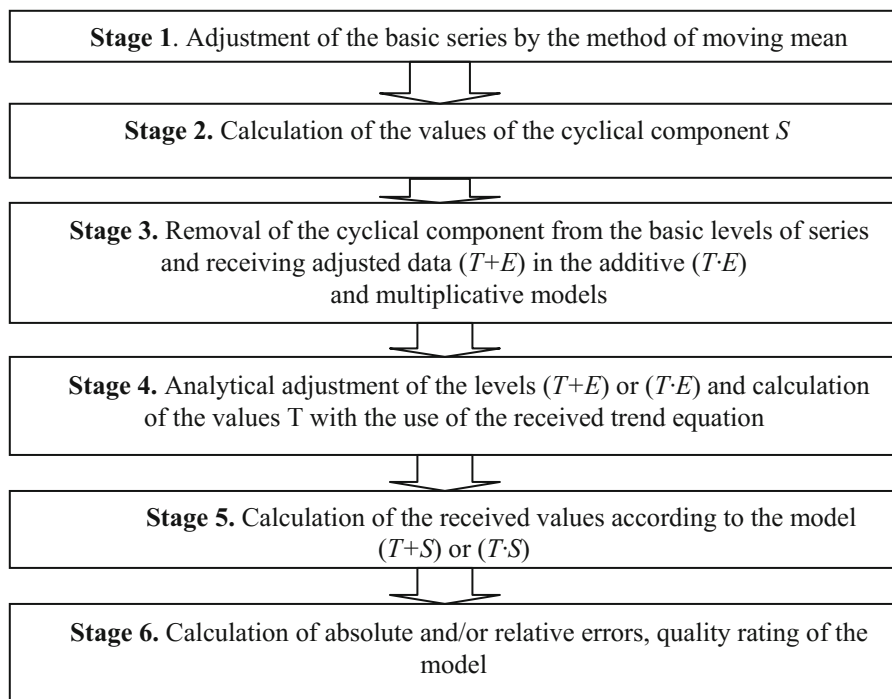 Stage 1. Adjustment of the basic series by the method of moving mean
Stage 2. Calculation of the values of the cyclical component S
Stage 3. Removal of the cyclical component from the basic levels of series
and receiving adjusted data (T+E) in the additive (T·E)
and multiplicative models
Stage 4. Analytical adjustment of the levels (T+E) or (T·E) and calculation
of the values T with the use of the received trend equation
Stage 5. Calculation of the received values according to the model
(T+S) or (T·S)
Stage 6. Calculation of absolute and/or relative errors, quality rating of the
model